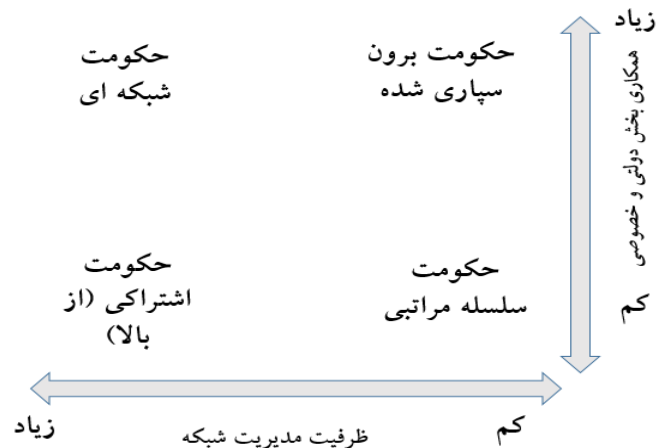 زیاد
همکاری بخش دولتی و خصوصی
کم
حکومت برون
سپاری شده
حکومت
شبکه ای
حکومت
سلسله مراتبی
حکومت
اشتراکی (از
بالا)
کم
ظرفیت مدیریت شبکه
زیاد